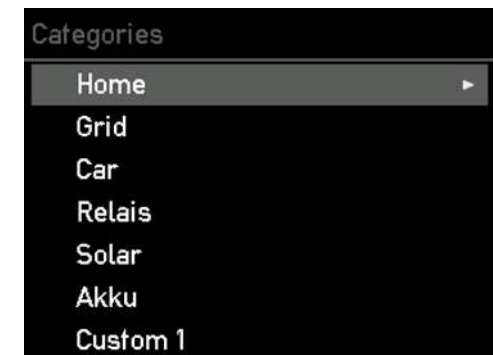 Categories
Home
Grid
Car
Relais
Solar
Akku
Custom 1